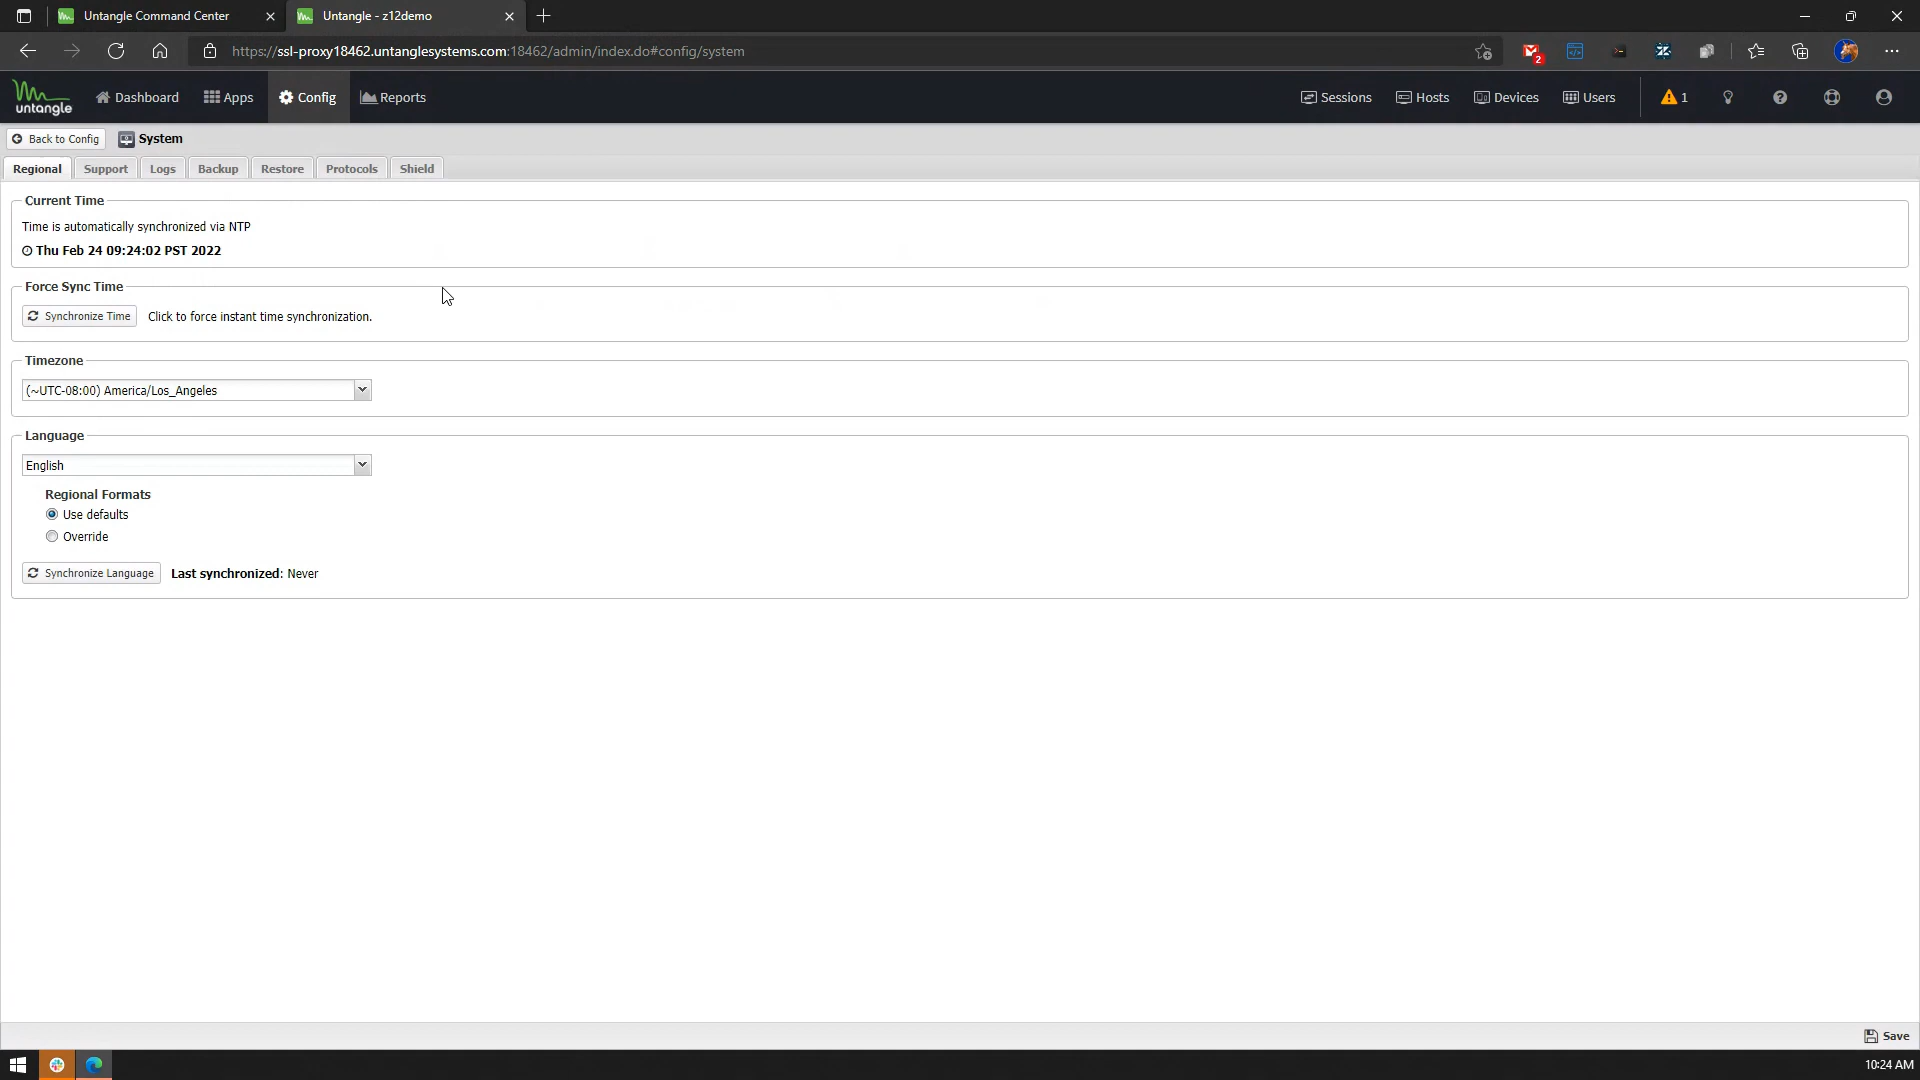 Untangle Command Center
Untangle - z12demo
https://ssl-proxy18462.untanglesystems.com:18462/admin/index.do#config/system
2
untangle
Dashboard
Apps
Config
Reports
Sessions
Hosts
Devices
Users
1
Back to Config
System
Regional
Support
Logs
Backup
Restore
Protocols
Shield
Current Time
Time is automatically synchronized via NTP
Thu Feb 24 09:24:02 PST 2022
Force Sync Time
Synchronize Time
Click to force instant time synchronization.
Timezone
(~UTC-08:00) America/Los_Angeles
Language
English
Regional Formats
Use defaults
Override
Synchronize Language
Last synchronized: Never
Save
10:24 AM